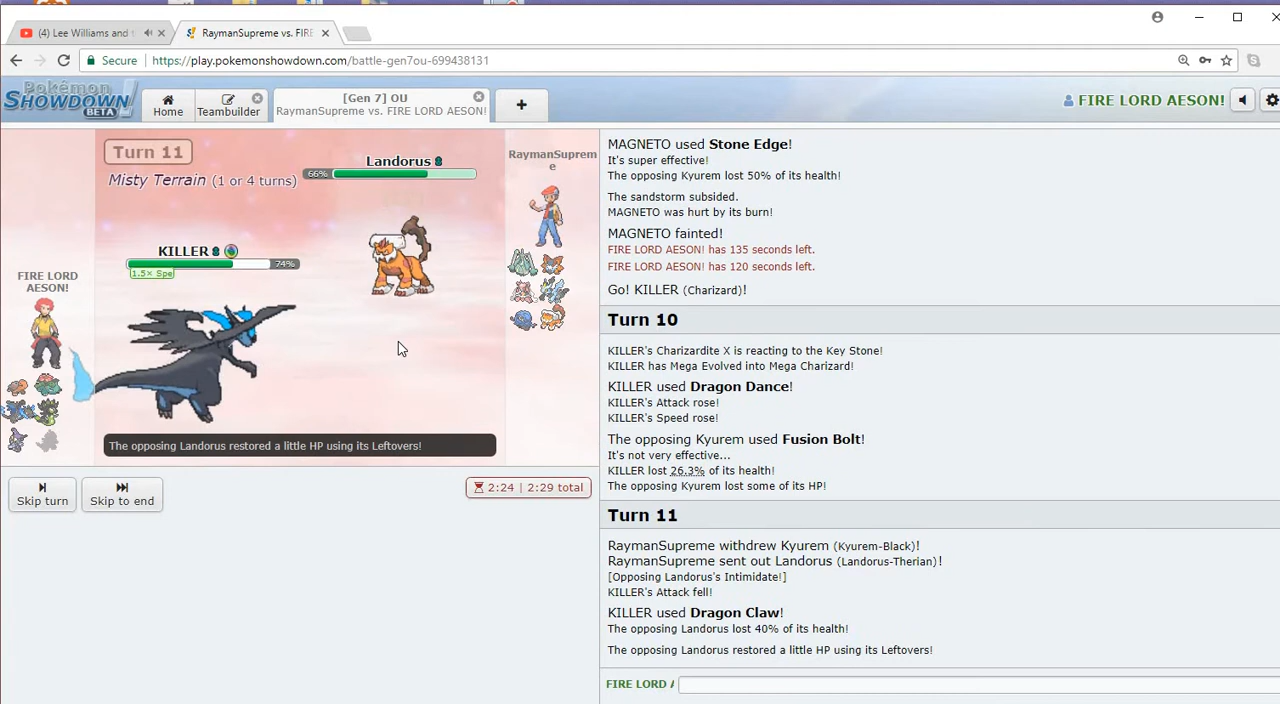 (4) Lee Williams and t
RaymanSupreme vs. FIRE
Secure
https://play.pokemonshowdown.com/battle-gen7ou-699438131
Pokémon
SHOWDOWN
BETA
Home
Teambuilder
[Gen 7] OU
RaymanSupreme vs. FIRE LORD AESON!
+
FIRE LORD AESON!
Turn 11
Misty Terrain (1 or 4 turns)
Landorus
66%
RaymanSuprem
e
KILLER
74%
1.5× Spe
FIRE LORD
AESON!
The opposing Landorus restored a little HP using its Leftovers!
Skip turn
Skip to end
2:24 | 2:29 total
MAGNETO used Stone Edge!
It's super effective!
The opposing Kyurem lost 50% of its health!
The sandstorm subsided.
MAGNETO was hurt by its burn!
MAGNETO fainted!
FIRE LORD AESON! has 135 seconds left.
FIRE LORD AESON! has 120 seconds left.
Go! KILLER (Charizard)!
Turn 10
KILLER's Charizardite X is reacting to the Key Stone!
KILLER has Mega Evolved into Mega Charizard!
KILLER used Dragon Dance!
KILLER's Attack rose!
KILLER's Speed rose!
The opposing Kyurem used Fusion Bolt!
It's not very effective...
KILLER lost 26.3% of its health!
The opposing Kyurem lost some of its HP!
Turn 11
RaymanSupreme withdrew Kyurem (Kyurem-Black)!
RaymanSupreme sent out Landorus (Landorus-Therian)!
[Opposing Landorus's Intimidate!]
KILLER's Attack fell!
KILLER used Dragon Claw!
The opposing Landorus lost 40% of its health!
The opposing Landorus restored a little HP using its Leftovers!
FIRE LORD A